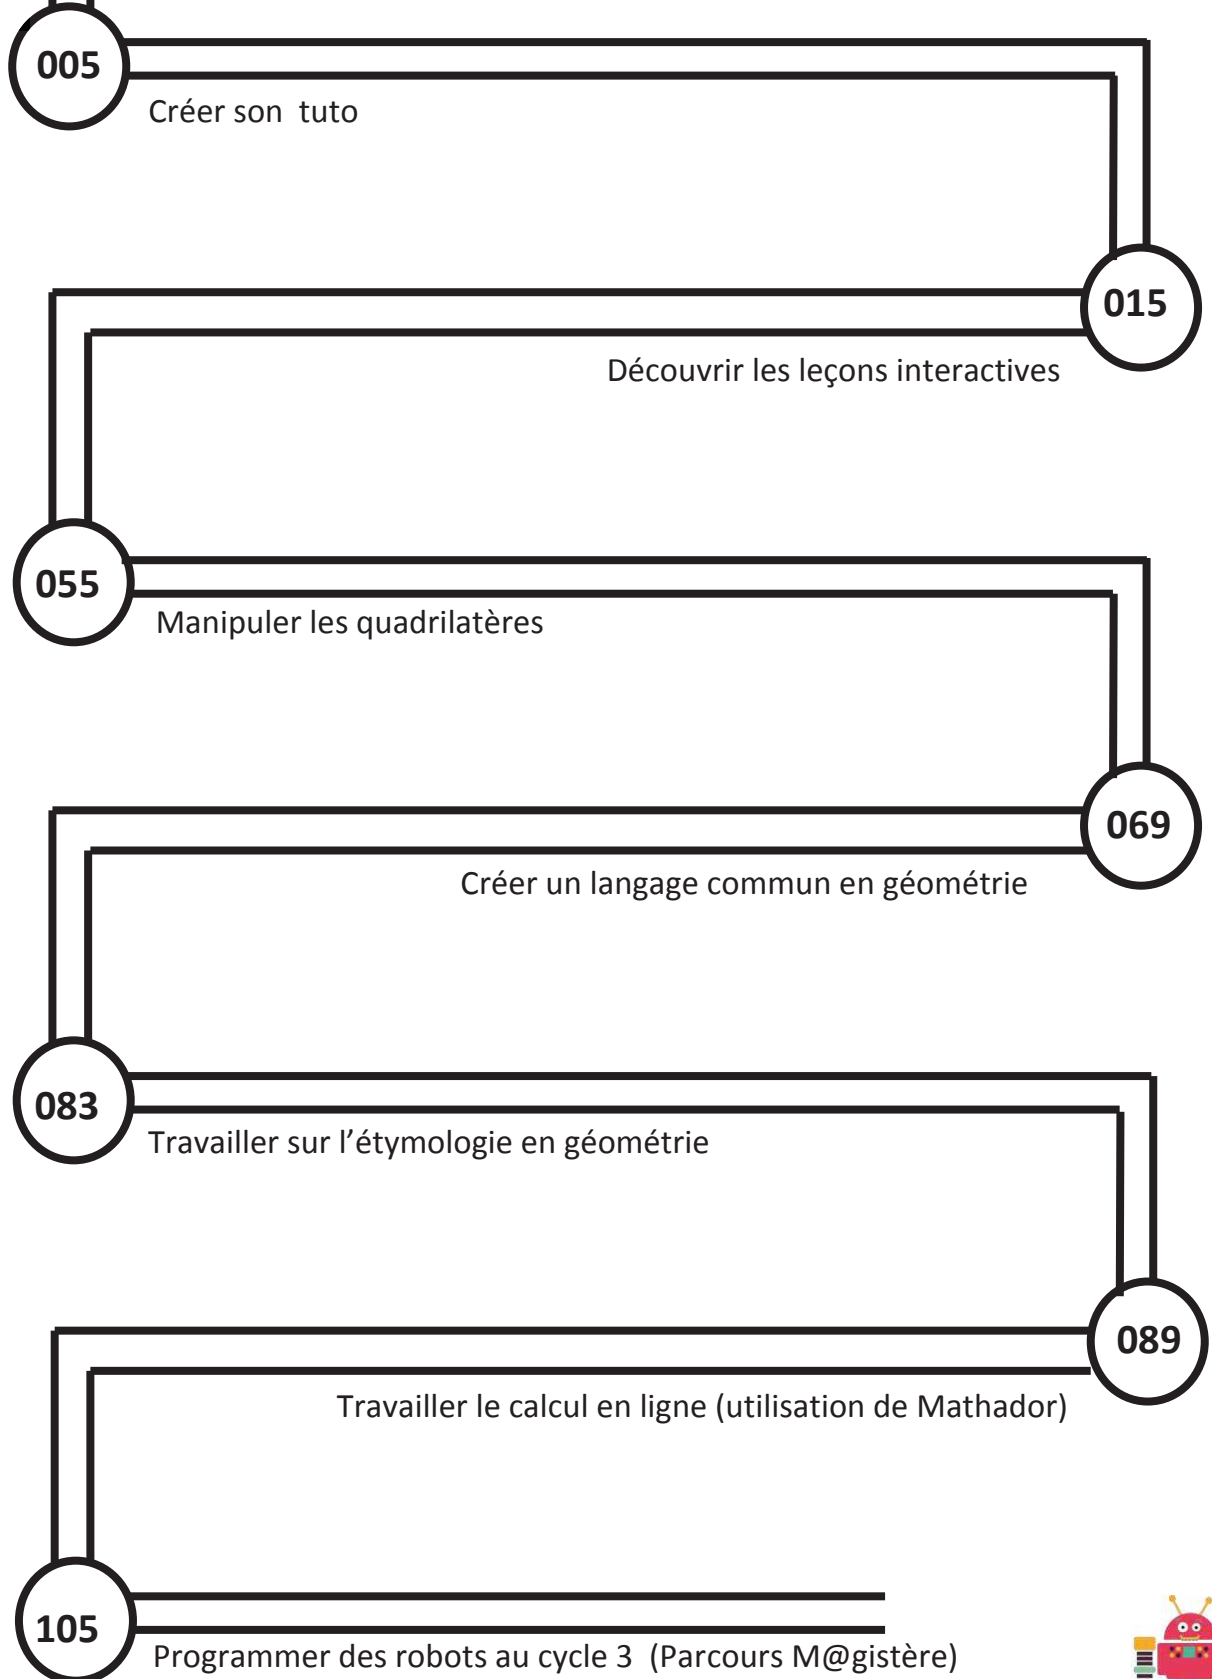 005
Créer son  tuto
015
Découvrir les leçons interactives
055
Manipuler les quadrilatères
069
Créer un langage commun en géométrie
083
Travailler sur l’étymologie en géométrie
089
Travailler le calcul en ligne (utilisation de Mathador)
105
Programmer des robots au cycle 3  (Parcours M@gistère)